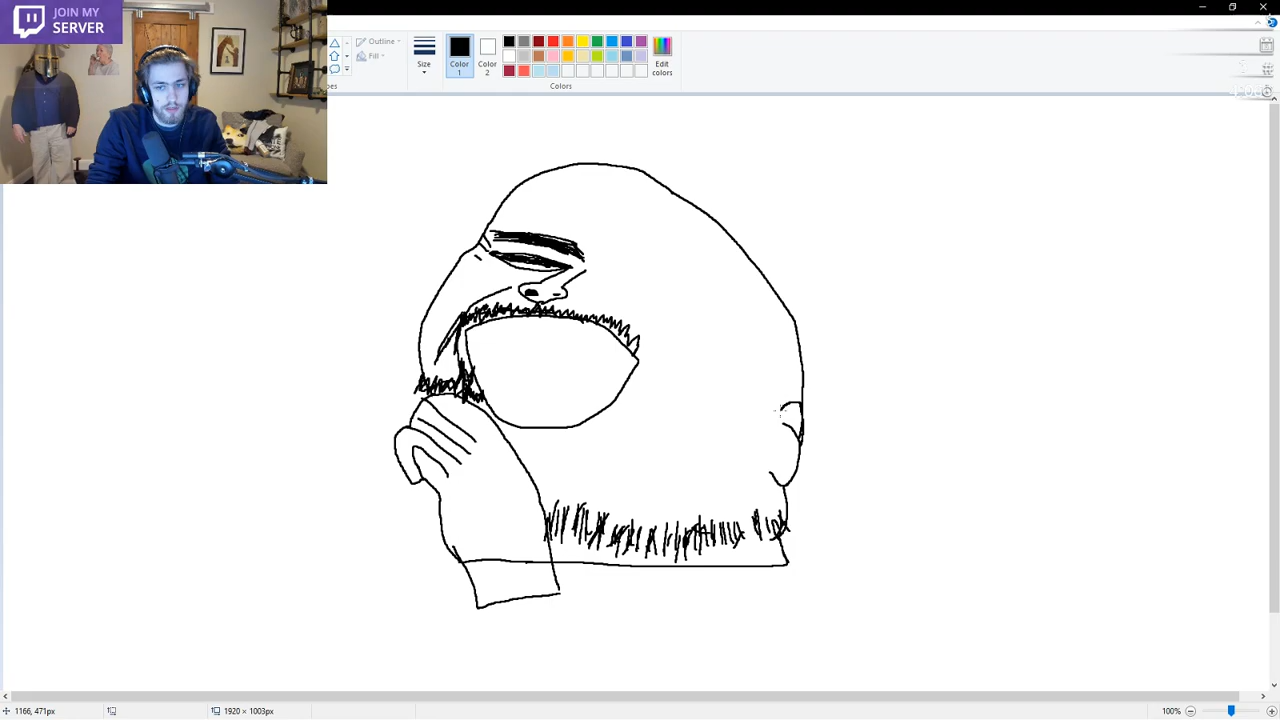 JOIN MY
SERVER
Outline
Fill
Size
Color
1
Color
2
Edit
colors
Colors
1166, 471px
1920 × 1003px
100%